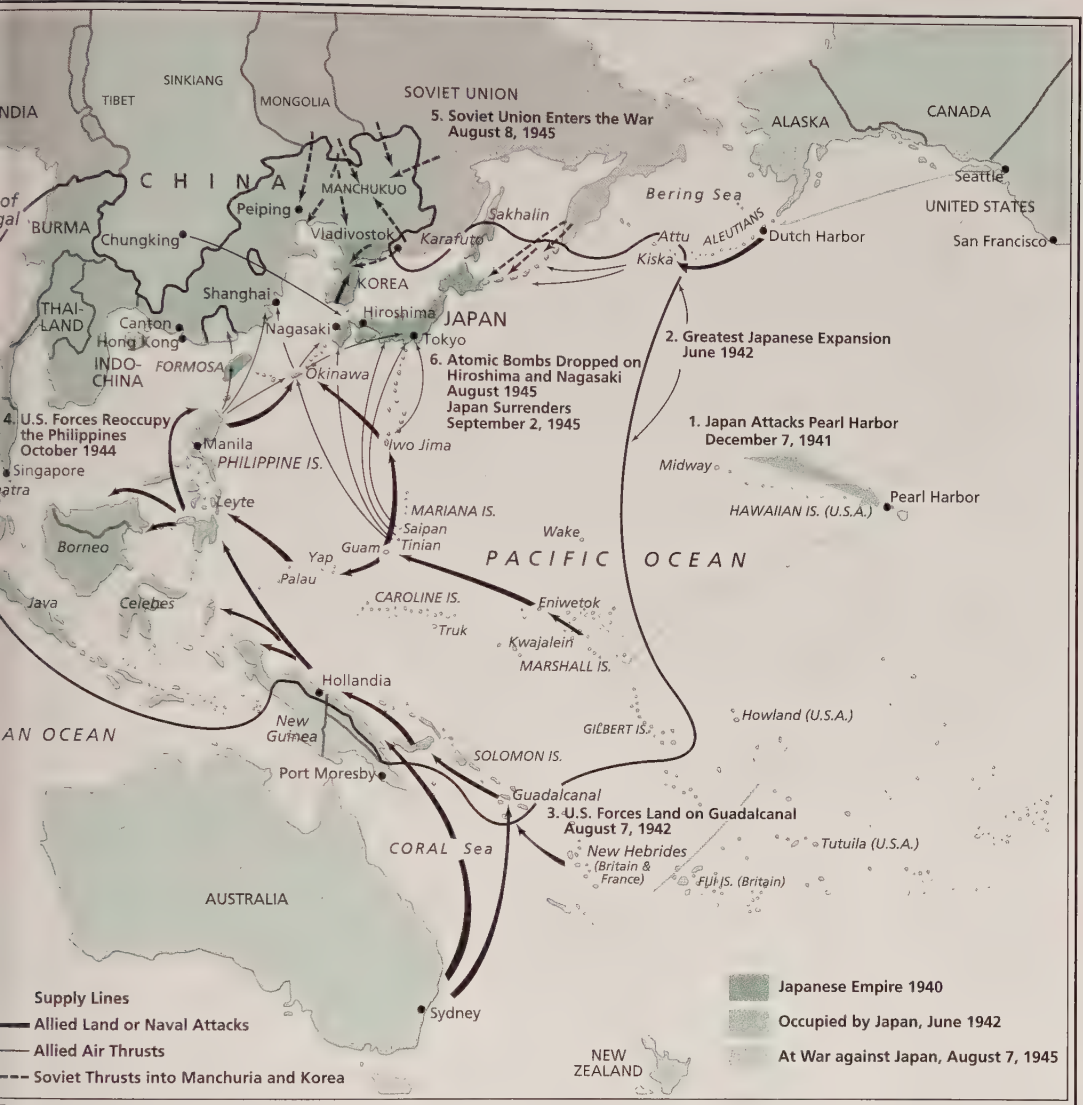 SINKIANG
TIBET
MONGOLIA
SOVIET UNION
5. Soviet Union Enters the War
August 8, 1945
ALASKA
CANADA
NDIA
C H I N A
MANCHUKUO
Peiping
Bering Sea
Seattle
UNITED STATES
of
gal
BURMA
Chungking
Vladivostok
Sakhalin
Karafuto
Attu
ALEUTIANS
Dutch Harbor
San Francisco
Kiska
KOREA
Shanghai
THAI-
LAND
Canton
Hong Kong
Nagasaki
Hiroshima
JAPAN
Tokyo
2. Greatest Japanese Expansion
June 1942
INDO-
CHINA
FORMOSA
Okinawa
6. Atomic Bombs Dropped on
Hiroshima and Nagasaki
August 1945
Japan Surrenders
September 2, 1945
4. U.S. Forces Reoccupy
the Philippines
October 1944
1. Japan Attacks Pearl Harbor
December 7, 1941
Manila
Iwo Jima
Midway
PHILIPPINE IS.
Singapore
atra
Pearl Harbor
HAWAIIAN IS. (U.S.A.)
Leyte
MARIANA IS.
Saipan
Tinian
Guam
Wake
Borneo
Yap
Palau
PACIFIC OCEAN
Java
Celebes
CAROLINE IS.
Truk
Eniwetok
Kwajalein
MARSHALL IS.
Hollandia
New
Guinea
GILBERT IS.
Howland (U.S.A.)
AN OCEAN
SOLOMON IS.
Port Moresby
Guadalcanal
3. U.S. Forces Land on Guadalcanal
August 7, 1942
CORAL Sea
New Hebrides
(Britain &
France)
Tutuila (U.S.A.)
FIJI IS. (Britain)
AUSTRALIA
Sydney
NEW
ZEALAND
Supply Lines
Allied Land or Naval Attacks
Allied Air Thrusts
Soviet Thrusts into Manchuria and Korea
Japanese Empire 1940
Occupied by Japan, June 1942
At War against Japan, August 7, 1945